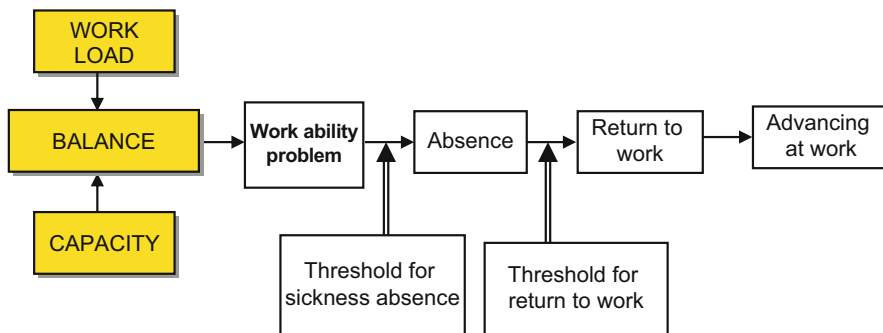 WORK
LOAD
BALANCE
CAPACITY
Work ability
problem
Absence
Return to
work
Advancing
at work
Threshold for
sickness absence
Threshold for
return to work